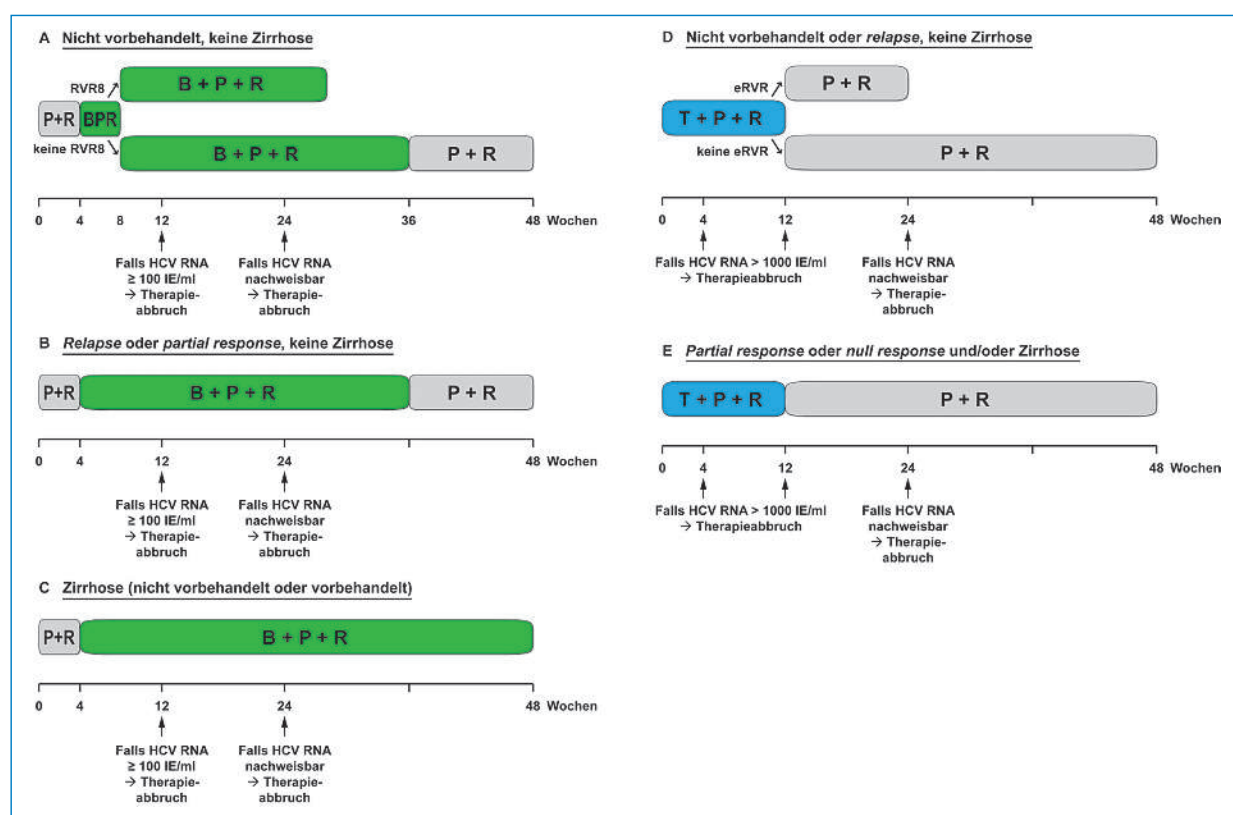 A Nicht vorbehandelt, keine Zirrhose
RVR8
B + P + R
P+R
BPR
keine RVR8
B + P + R
P + R
0 4 8 12 24 36 48 Wochen
Falls HCV RNA
≥ 100 IE/ml
→ Therapie-
abbruch
Falls HCV RNA
nachweisbar
→ Therapie-
abbruch
B Relapse oder partial response, keine Zirrhose
P+R
B + P + R
P + R
0 4 12 24 48 Wochen
Falls HCV RNA
≥ 100 IE/ml
→ Therapie-
abbruch
Falls HCV RNA
nachweisbar
→ Therapie-
abbruch
C Zirrhose (nicht vorbehandelt oder vorbehandelt)
P+R
B + P + R
0 4 12 24 48 Wochen
Falls HCV RNA
≥ 100 IE/ml
→ Therapie-
abbruch
Falls HCV RNA
nachweisbar
→ Therapie-
abbruch
D Nicht vorbehandelt oder relapse, keine Zirrhose
eRVR
P + R
T + P + R
keine eRVR
P + R
0 4 12 24 48 Wochen
Falls HCV RNA > 1000 IE/ml
→ Therapieabbruch
Falls HCV RNA
nachweisbar
→ Therapie-
abbruch
E Partial response oder null response und/oder Zirrhose
T + P + R
P + R
0 4 12 24 48 Wochen
Falls HCV RNA > 1000 IE/ml
→ Therapieabbruch
Falls HCV RNA
nachweisbar
→ Therapie-
abbruch